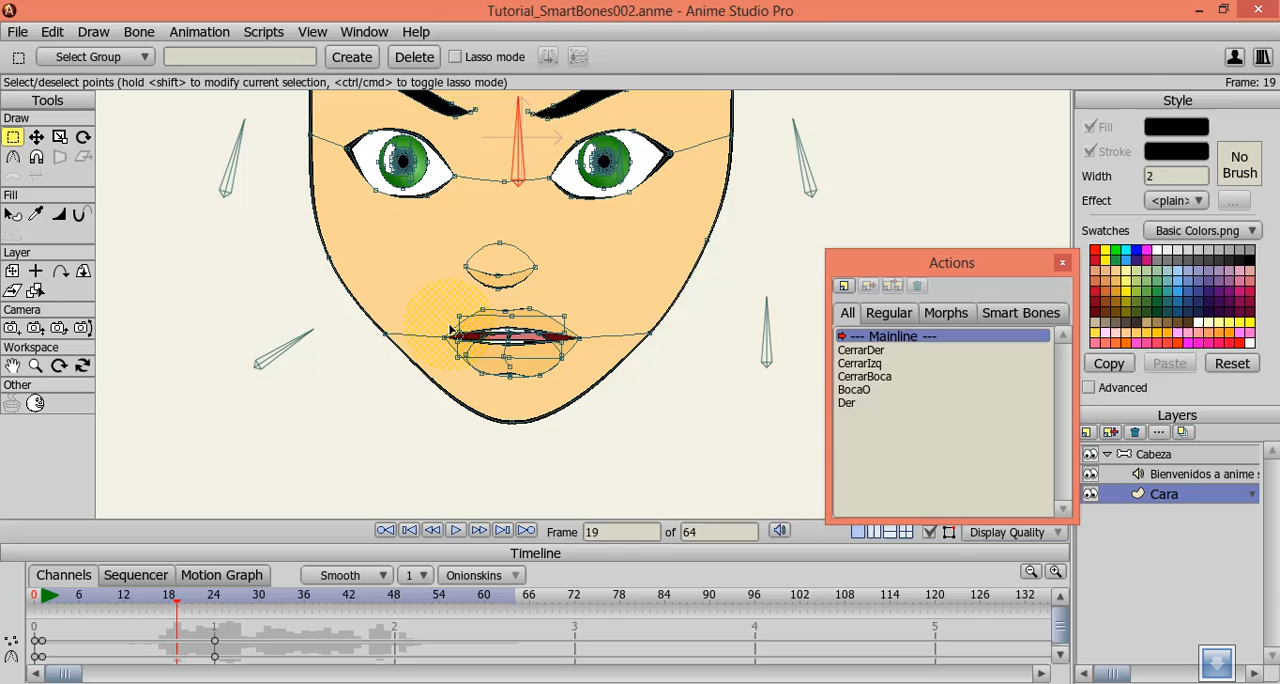 Tutorial_SmartBones002.anme - Anime Studio Pro
File Edit Draw Bone Animation Scripts View Window Help
Select Group Create Delete Lasso mode
Select/deselect points (hold <shift> to modify current selection, <ctrl/cmd> to toggle lasso mode) Frame: 19
Tools
Draw
Fill
Layer
Camera
Workspace
Other
Style
Fill
Stroke
No Brush
Width 2
Effect <plain>
...
Swatches Basic Colors.png
Copy Paste Reset
Advanced
Layers
Cabeza
Bienvenidos a anime s
Cara
Actions
All Regular Morphs Smart Bones
--- Mainline ---
CerrarDer
CerrarIzq
CerrarBoca
BocaO
Der
Frame 19 of 64 Display Quality
Timeline
Channels Sequencer Motion Graph Smooth 1 Onionskins
0 6 12 18 24 30 36 42 48 54 60 66 72 78 84 90 96 102 108 114 120 126 132
0 1 2 3 4 5